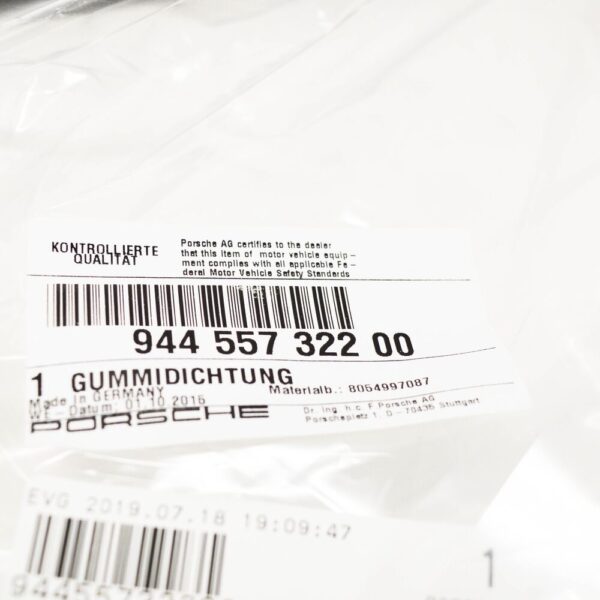 KONTROLLIERTE
QUALITÄT
Porsche AG certifies to the dealer
that this item of motor vehicle equip -
ment complies with all applicable Fe -
deral Motor Vehicle Safety Standards
944 557 322 00
1 GUMMIDICHTUNG
Materialb.: 8054997087
Made in GERMANY
WE - Datum: 01.10.2015
PORSCHE
Dr. Ing. h.c. F. Porsche AG
Porscheplatz 1, D - 70435 Stuttgart
EVG 2019.07.18 19:09:47
1